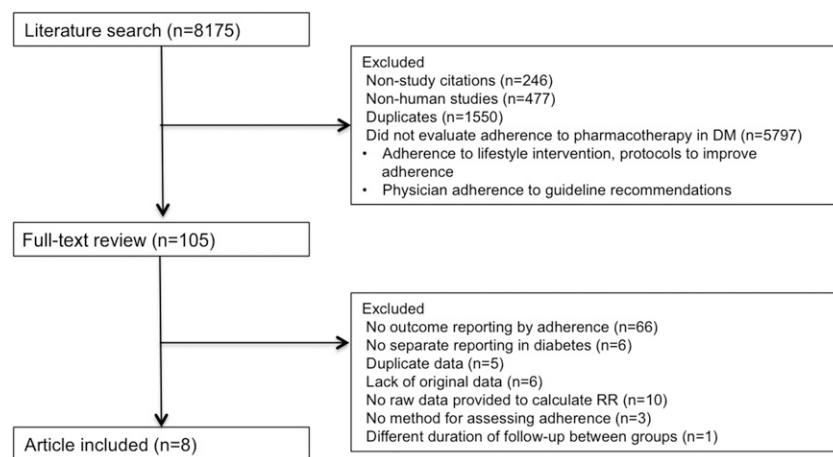 Literature search (n=8175)
Excluded
Non-study citations (n=246)
Non-human studies (n=477)
Duplicates (n=1550)
Did not evaluate adherence to pharmacotherapy in DM (n=5797)
• Adherence to lifestyle intervention, protocols to improve
adherence
• Physician adherence to guideline recommendations
Full-text review (n=105)
Excluded
No outcome reporting by adherence (n=66)
No separate reporting in diabetes (n=6)
Duplicate data (n=5)
Lack of original data (n=6)
No raw data provided to calculate RR (n=10)
No method for assessing adherence (n=3)
Different duration of follow-up between groups (n=1)
Article included (n=8)